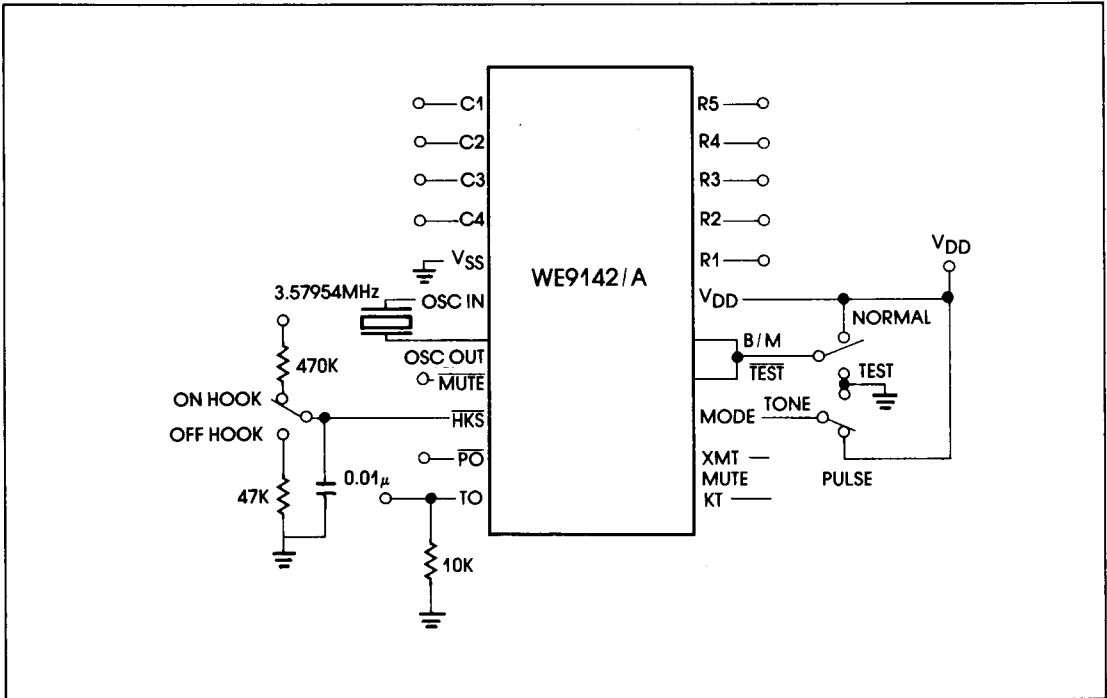 C1
C2
C3
C4
VSS
3.57954MHz
OSC IN
OSC OUT
MUTE
470K
ON HOOK
HKS
OFF HOOK
PO
47K
0.01μ
TO
10K
WE9142/A
R5
R4
R3
R2
R1
VDD
VDD
NORMAL
B/M
TEST
TEST
MODE
TONE
XMT
MUTE
PULSE
KT